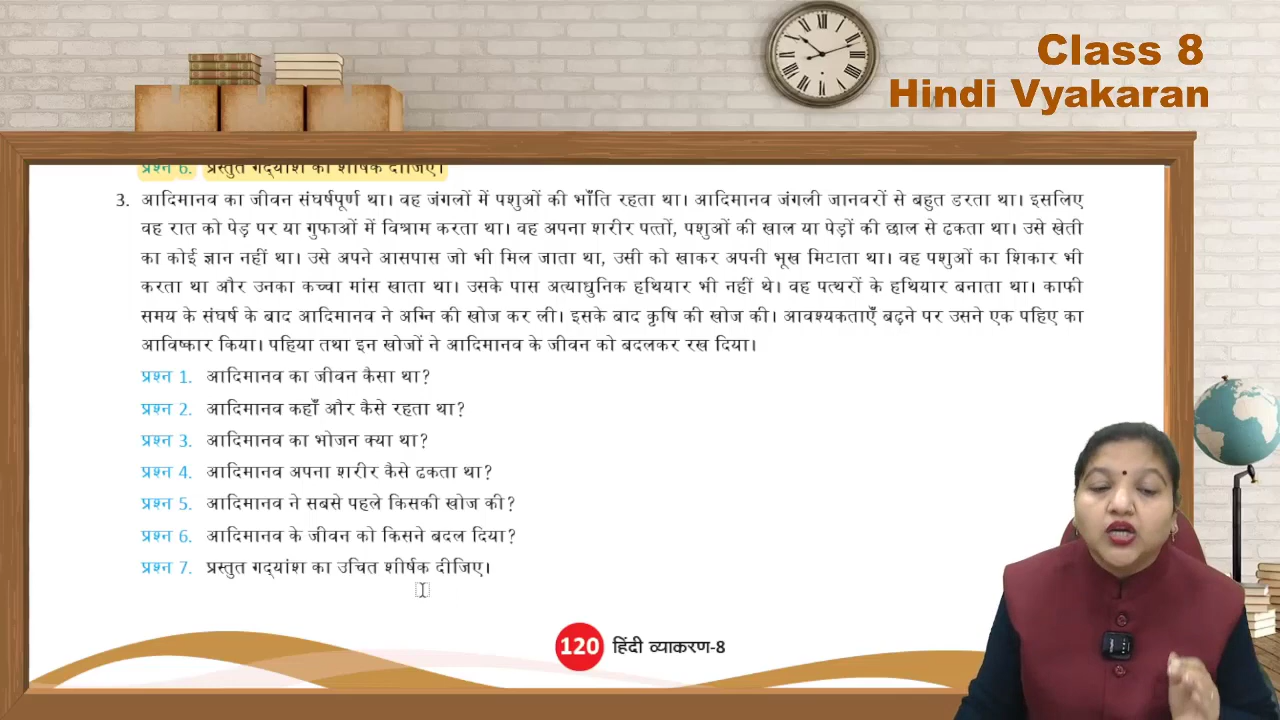 Class 8
Hindi Vyakaran
प्रश्न 6. प्रस्तुत गद्यांश का शीर्षक दीजिए।
3. आदिमानव का जीवन संघर्षपूर्ण था। वह जंगलों में पशुओं की भाँति रहता था। आदिमानव जंगली जानवरों से बहुत डरता था। इसलिए
वह रात को पेड़ पर या गुफाओं में विश्राम करता था। वह अपना शरीर पत्तों, पशुओं की खाल या पेड़ों की छाल से ढकता था। उसे खेती
का कोई ज्ञान नहीं था। उसे अपने आसपास जो भी मिल जाता था, उसी को खाकर अपनी भूख मिटाता था। वह पशुओं का शिकार भी
करता था और उनका कच्चा मांस खाता था। उसके पास अत्याधुनिक हथियार भी नहीं थे। वह पत्थरों के हथियार बनाता था। काफी
समय के संघर्ष के बाद आदिमानव ने अग्नि की खोज कर ली। इसके बाद कृषि की खोज की। आवश्यकताएँ बढ़ने पर उसने एक पहिए का
आविष्कार किया। पहिया तथा इन खोजों ने आदिमानव के जीवन को बदलकर रख दिया।
प्रश्न 1. आदिमानव का जीवन कैसा था?
प्रश्न 2. आदिमानव कहाँ और कैसे रहता था?
प्रश्न 3. आदिमानव का भोजन क्या था?
प्रश्न 4. आदिमानव अपना शरीर कैसे ढकता था?
प्रश्न 5. आदिमानव ने सबसे पहले किसकी खोज की?
प्रश्न 6. आदिमानव के जीवन को किसने बदल दिया?
प्रश्न 7. प्रस्तुत गद्यांश का उचित शीर्षक दीजिए।
120 हिंदी व्याकरण-8